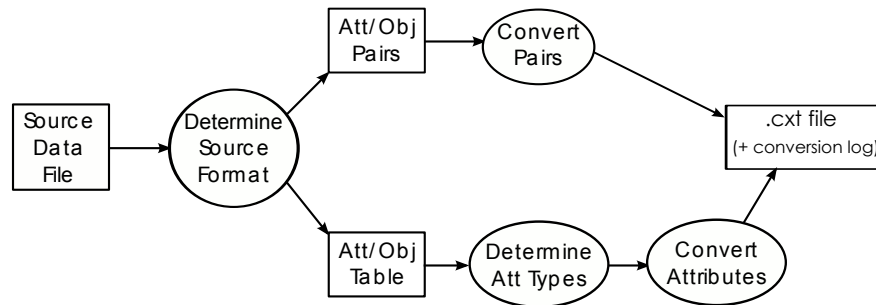 Source
Data
File
Determine
Source
Format
Att/Obj
Pairs
Convert
Pairs
Att/Obj
Table
Determine
Att Types
Convert
Attributes
.cxt file
(+ conversion log)